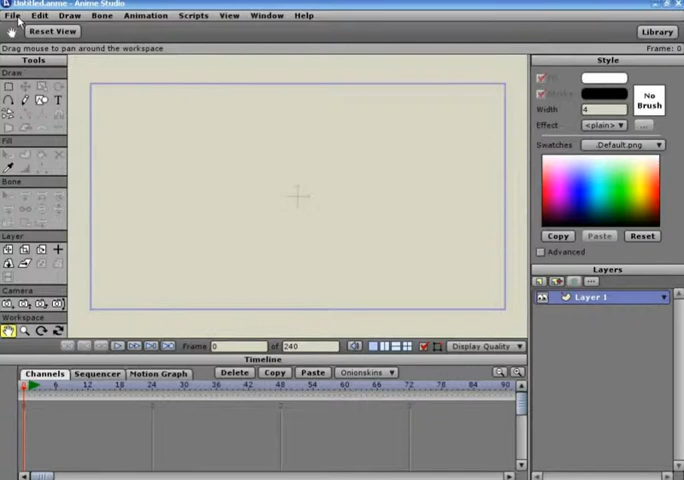 Untitled.anme - Anime Studio
File Edit Draw Bone Animation Scripts View Window Help
Reset View
Library
Drag mouse to pan around the workspace
Frame: 0
Tools
Draw
T
Fill
Bone
Layer
Camera
Workspace
Style
Fill
Stroke
No Brush
Width 4
Effect <plain> ...
Swatches .Default.png
Copy Paste Reset
Advanced
Layers
...
Layer 1
Frame 0 of 240
Display Quality
Timeline
Channels Sequencer Motion Graph Delete Copy Paste Onionskins
0 6 12 18 24 30 36 42 48 54 60 66 72 78 84 90
1 2 3